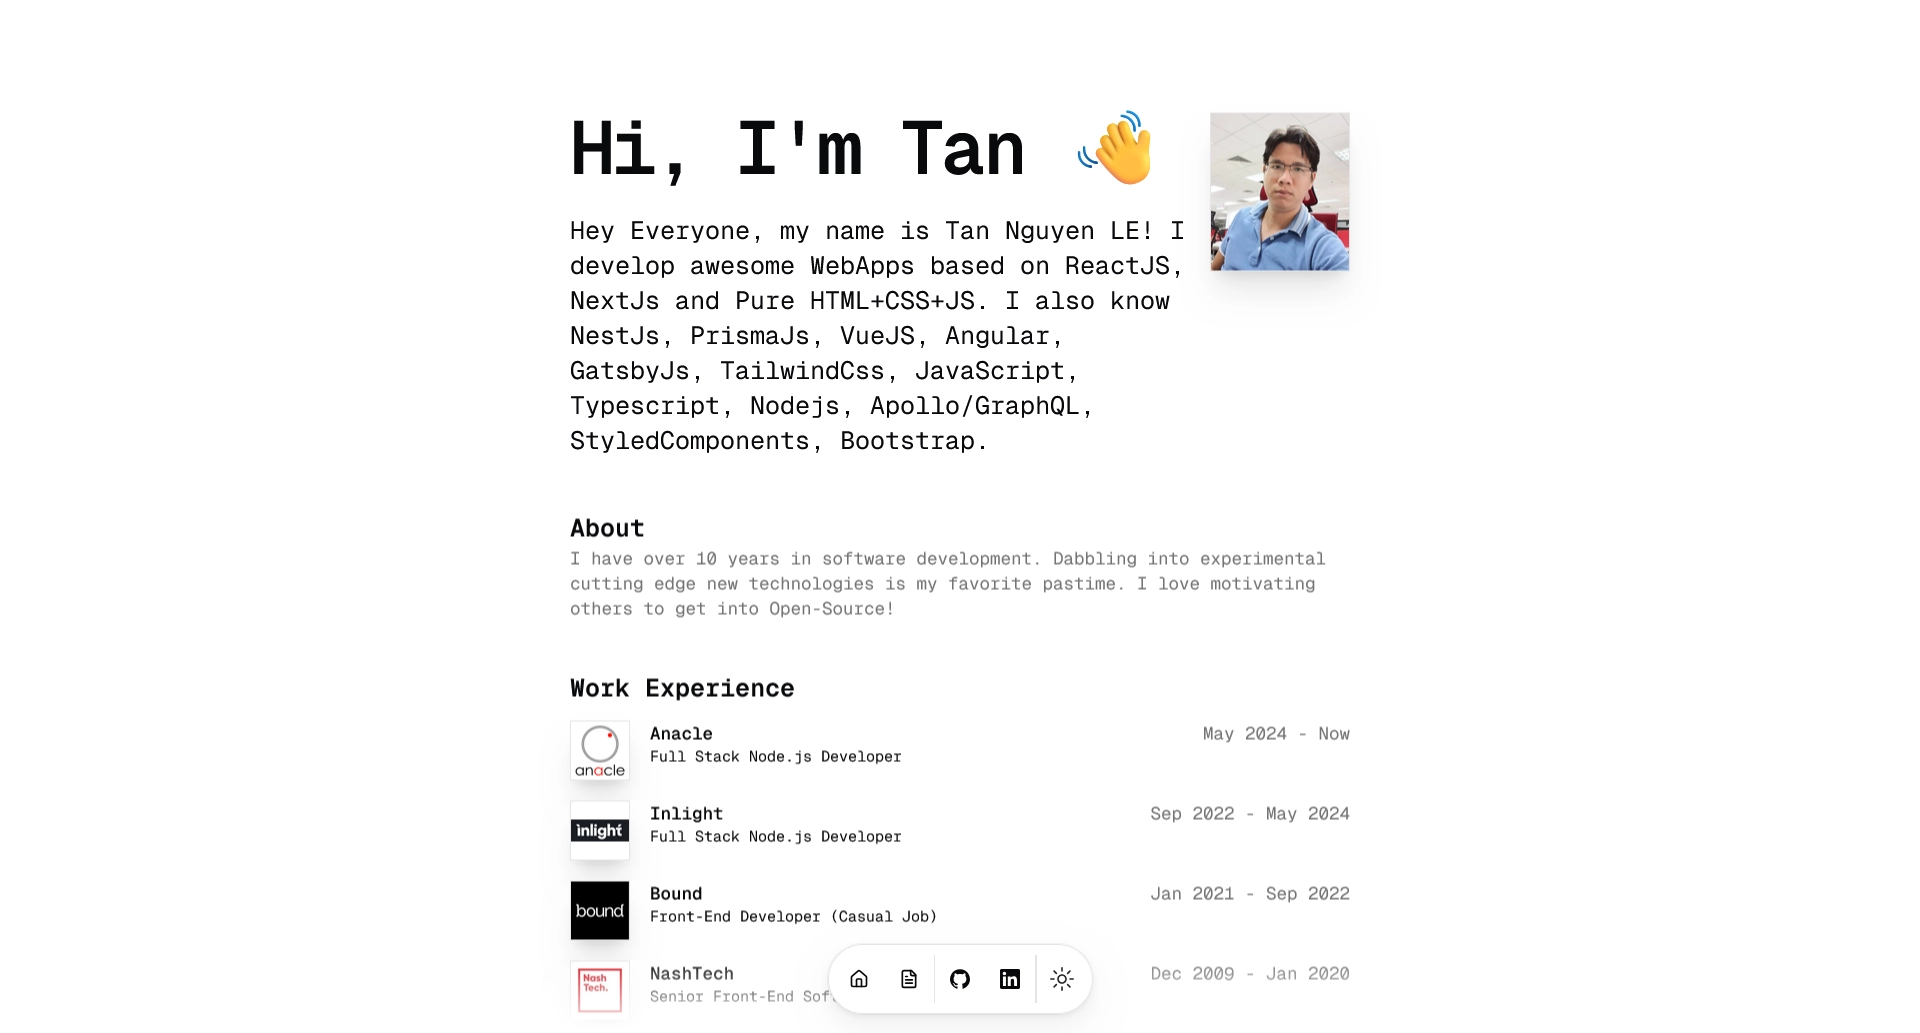 Hi, I'm Tan 👋
Hey Everyone, my name is Tan Nguyen LE! I
develop awesome WebApps based on ReactJS,
NextJs and Pure HTML+CSS+JS. I also know
NestJs, PrismaJs, VueJS, Angular,
GatsbyJs, TailwindCss, JavaScript,
Typescript, Nodejs, Apollo/GraphQL,
StyledComponents, Bootstrap.
About
I have over 10 years in software development. Dabbling into experimental
cutting edge new technologies is my favorite pastime. I love motivating
others to get into Open-Source!
Work Experience
anacle
Anacle
May 2024 - Now
Full Stack Node.js Developer
inlight
Inlight
Sep 2022 - May 2024
Full Stack Node.js Developer
bound
Bound
Jan 2021 - Sep 2022
Front-End Developer (Casual Job)
Nash
Tech.
NashTech
Dec 2009 - Jan 2020
Senior Front-End
in